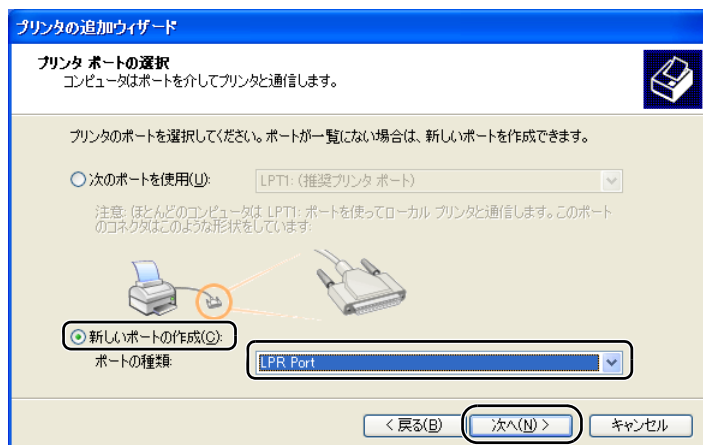 プリンタの追加ウィザード
プリンタ ポートの選択
コンピュータはポートを介してプリンタと通信します。
プリンタのポートを選択してください。ポートが一覧にない場合は、新しいポートを作成できます。
次のポートを使用(U): LPT1: (推奨プリンタ ポート)
注意: ほとんどのコンピュータは LPT1: ポートを使ってローカル プリンタと通信します。このポート
のコネクタはこのような形状をしています:
新しいポートの作成(C):
ポートの種類: LPR Port
< 戻る(B) 次へ(N) > キャンセル